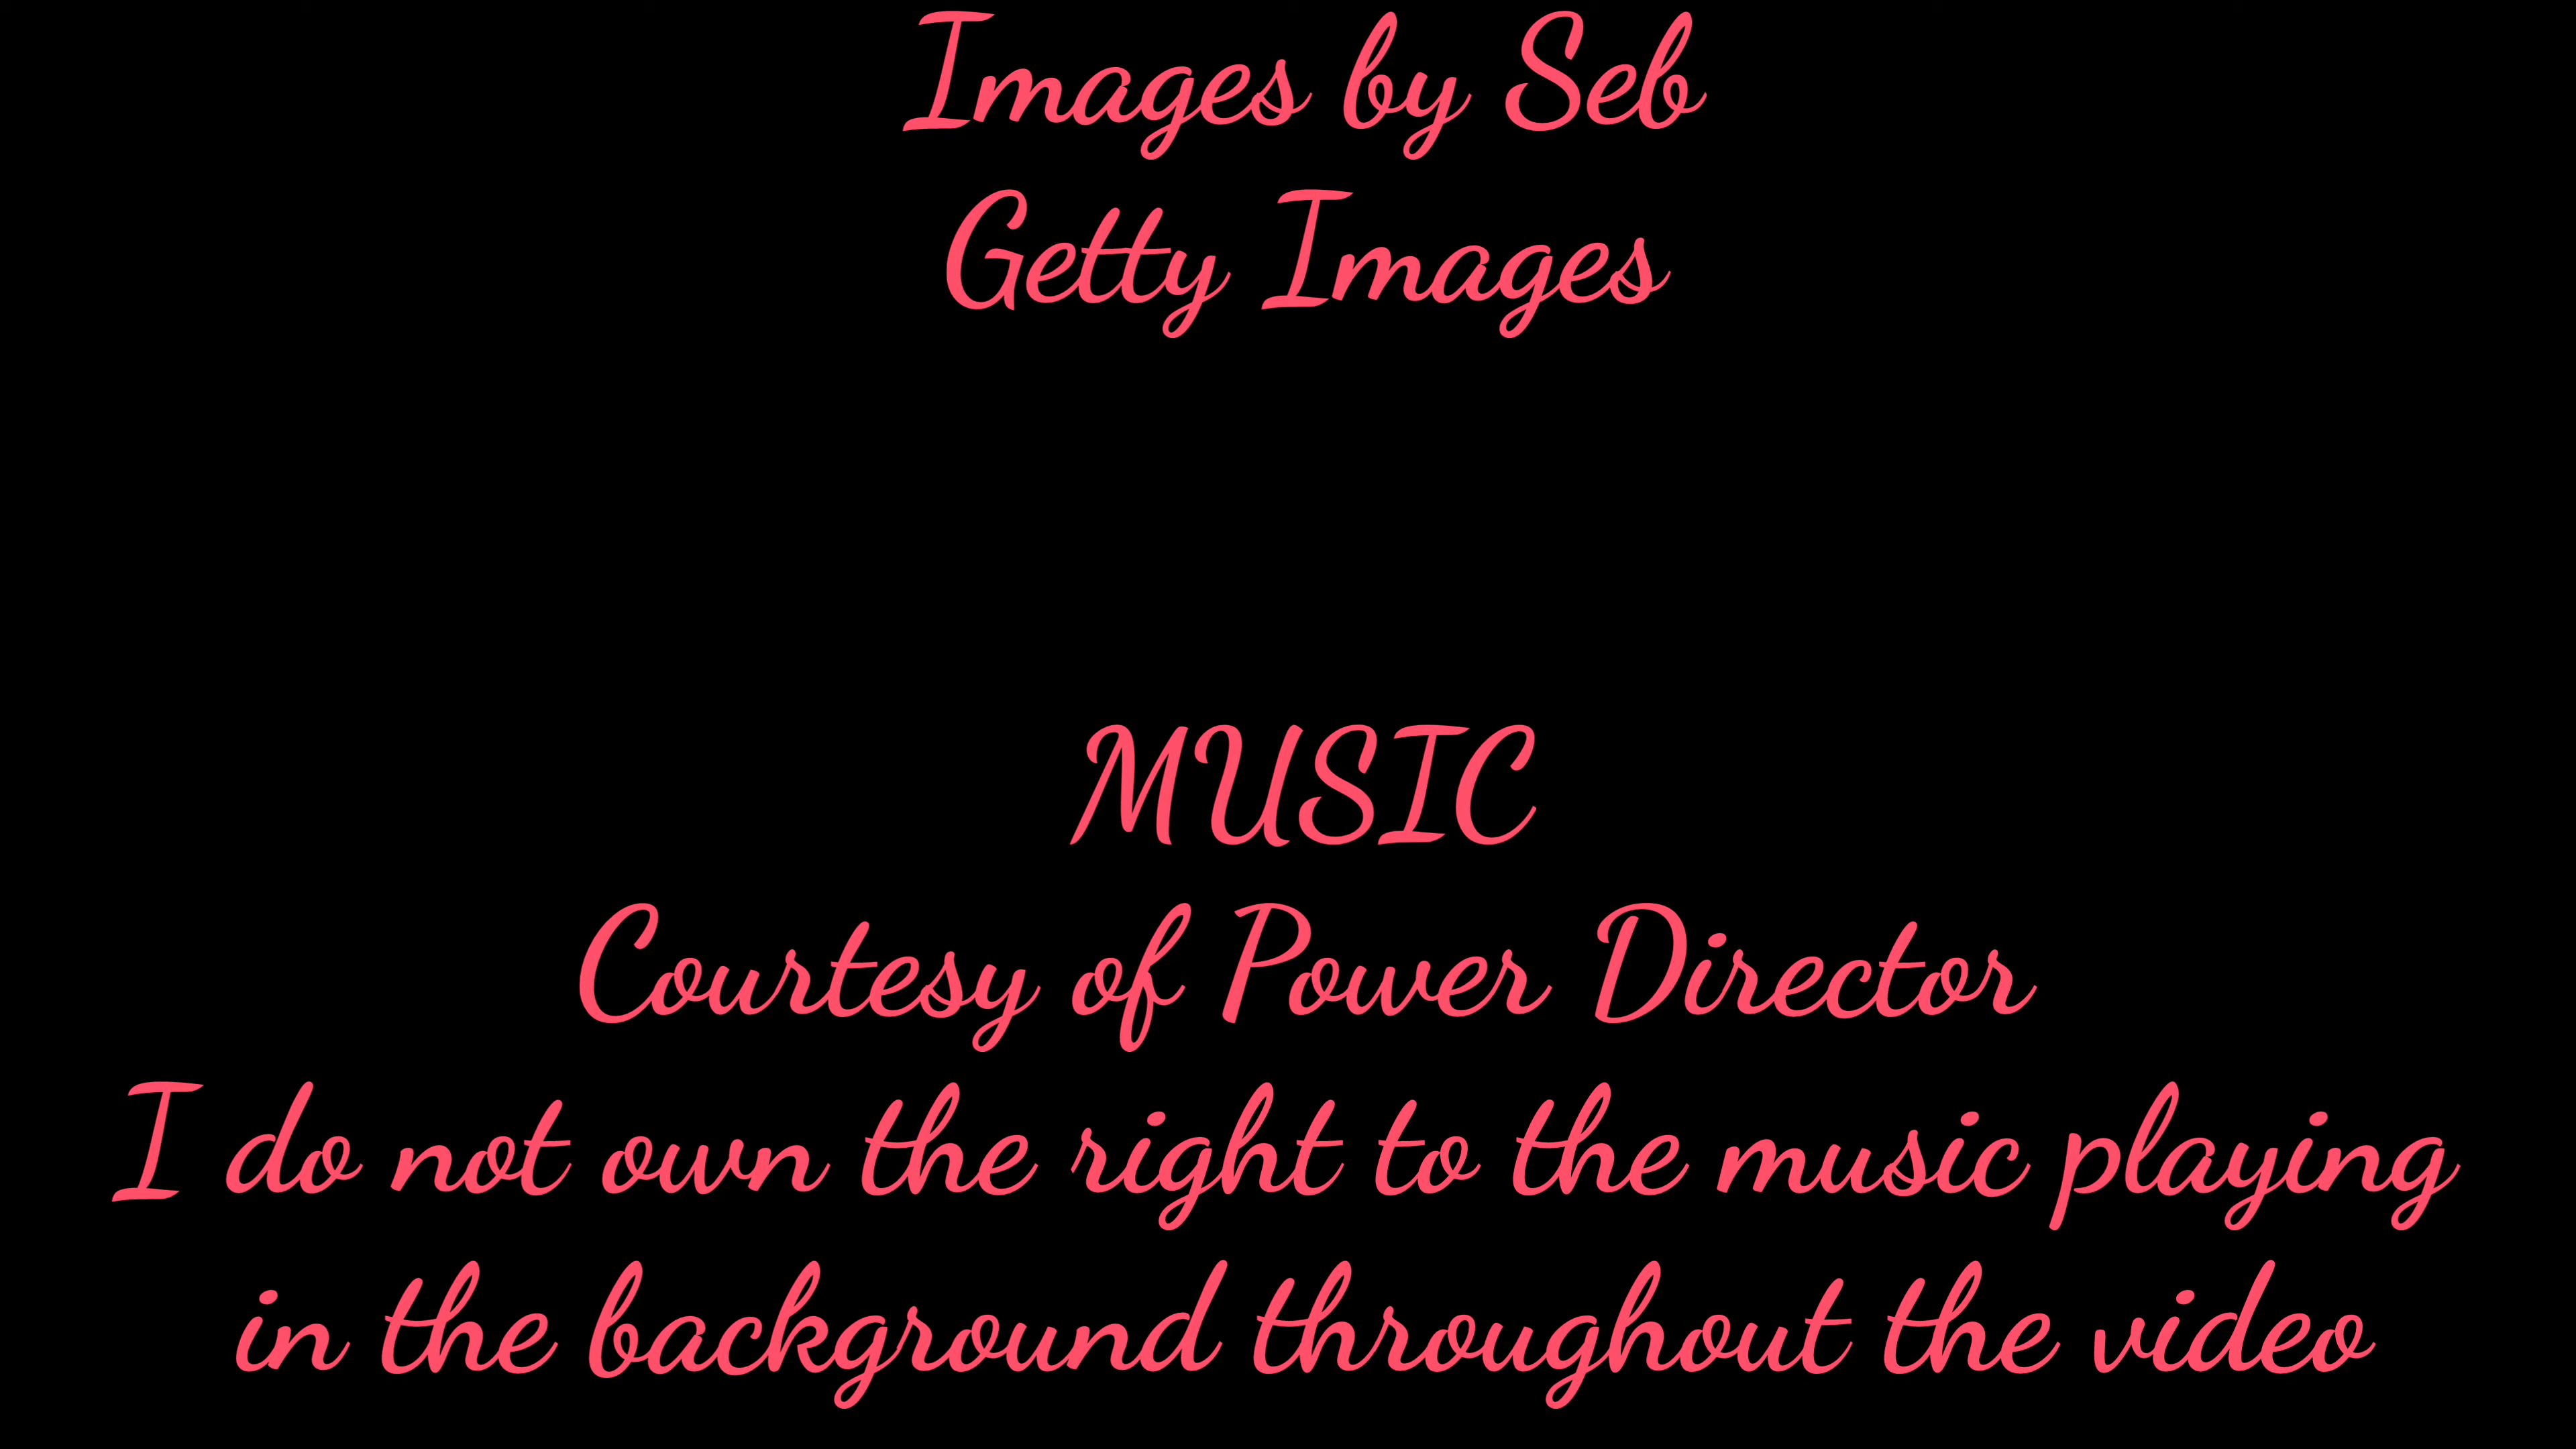 Images by Seb
Getty Images
MUSIC
Courtesy of Power Director
I do not own the right to the music playing
in the background throughout the video